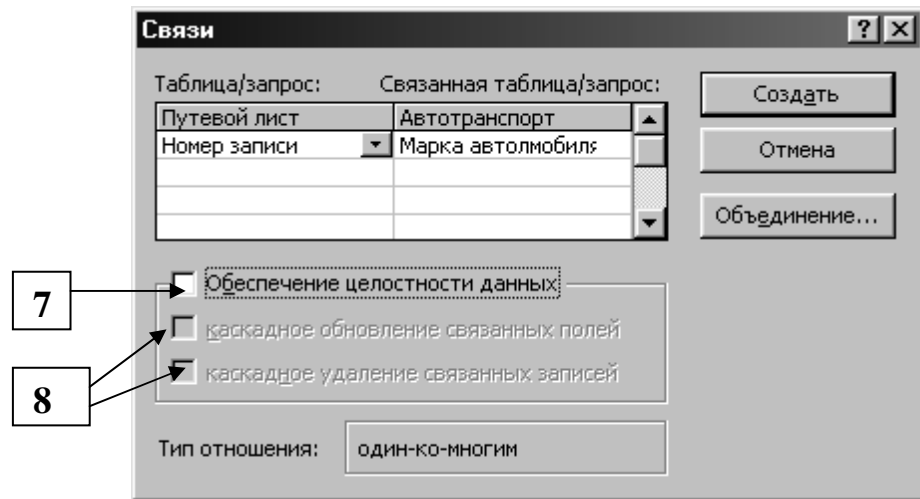 Связи
Таблица/запрос: Связанная таблица/запрос:
Путевой лист Автотранспорт
Номер записи Марка автолмобиля
Создать
Отмена
Объединение...
7
Обеспечение целостности данных
каскадное обновление связанных полей
8
каскадное удаление связанных записей
Тип отношения: один-ко-многим